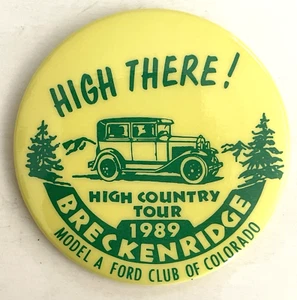 HIGH THERE!
HIGH COUNTRY
TOUR
1989
BRECKENRIDGE
MODEL A FORD CLUB OF COLORADO